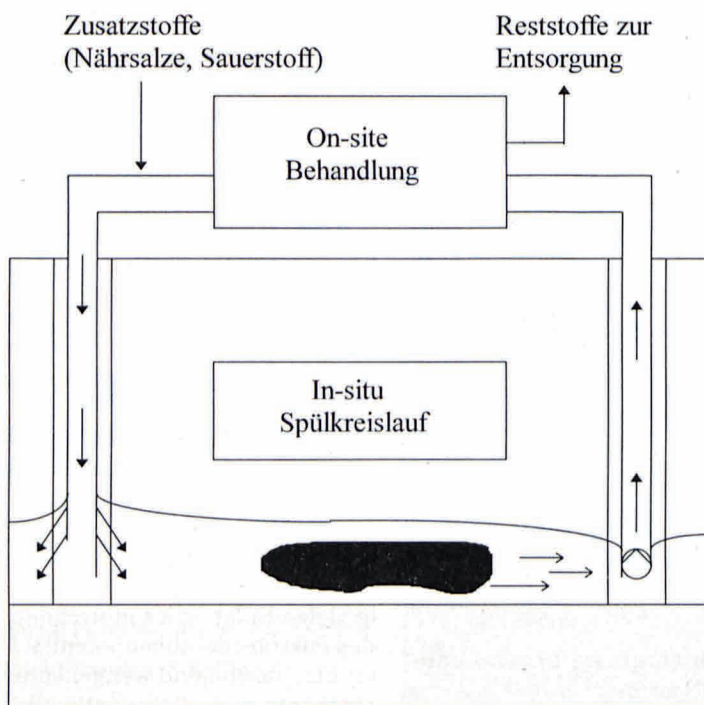 Zusatzstoffe
(Nährsalze, Sauerstoff)
Reststoffe zur
Entsorgung
On-site
Behandlung
In-situ
Spülkreislauf